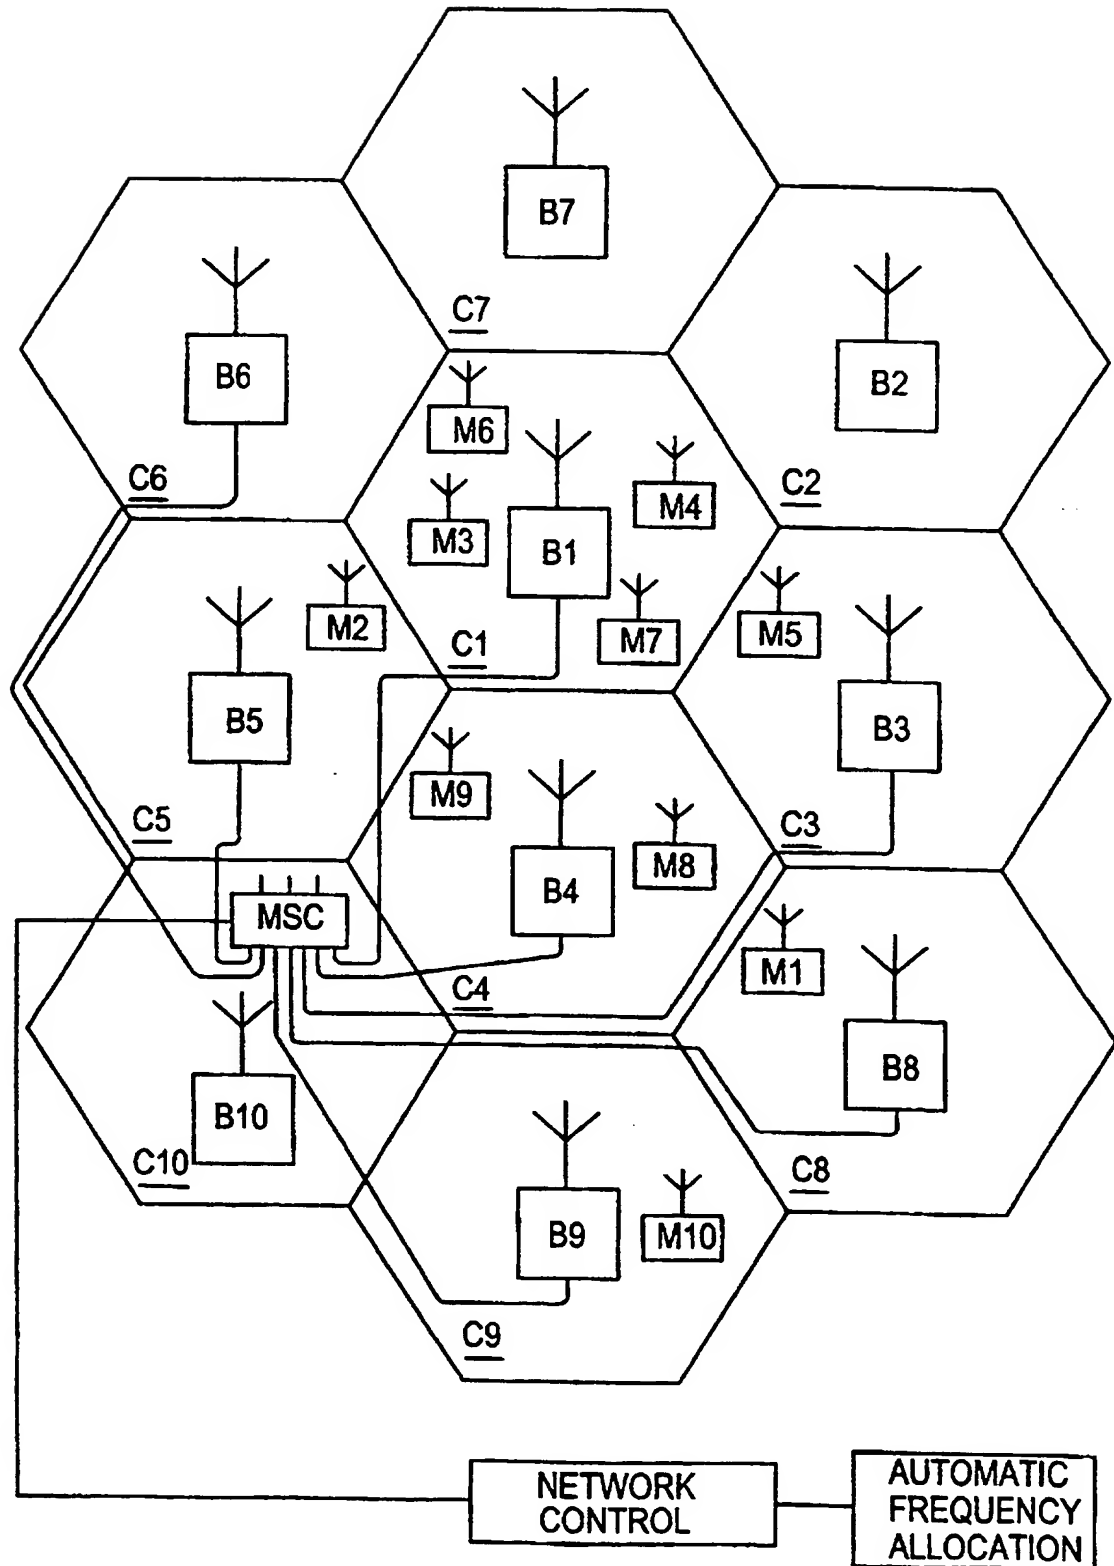 B7
C7
B6
B2
M6
C6
M4
C2
M3
B1
M2
M7
M5
C1
B5
B3
M9
C5
C3
B4
M8
MSC
M1
C4
B8
B10
C10
C8
B9
M10
C9
NETWORK
CONTROL
AUTOMATIC
FREQUENCY
ALLOCATION